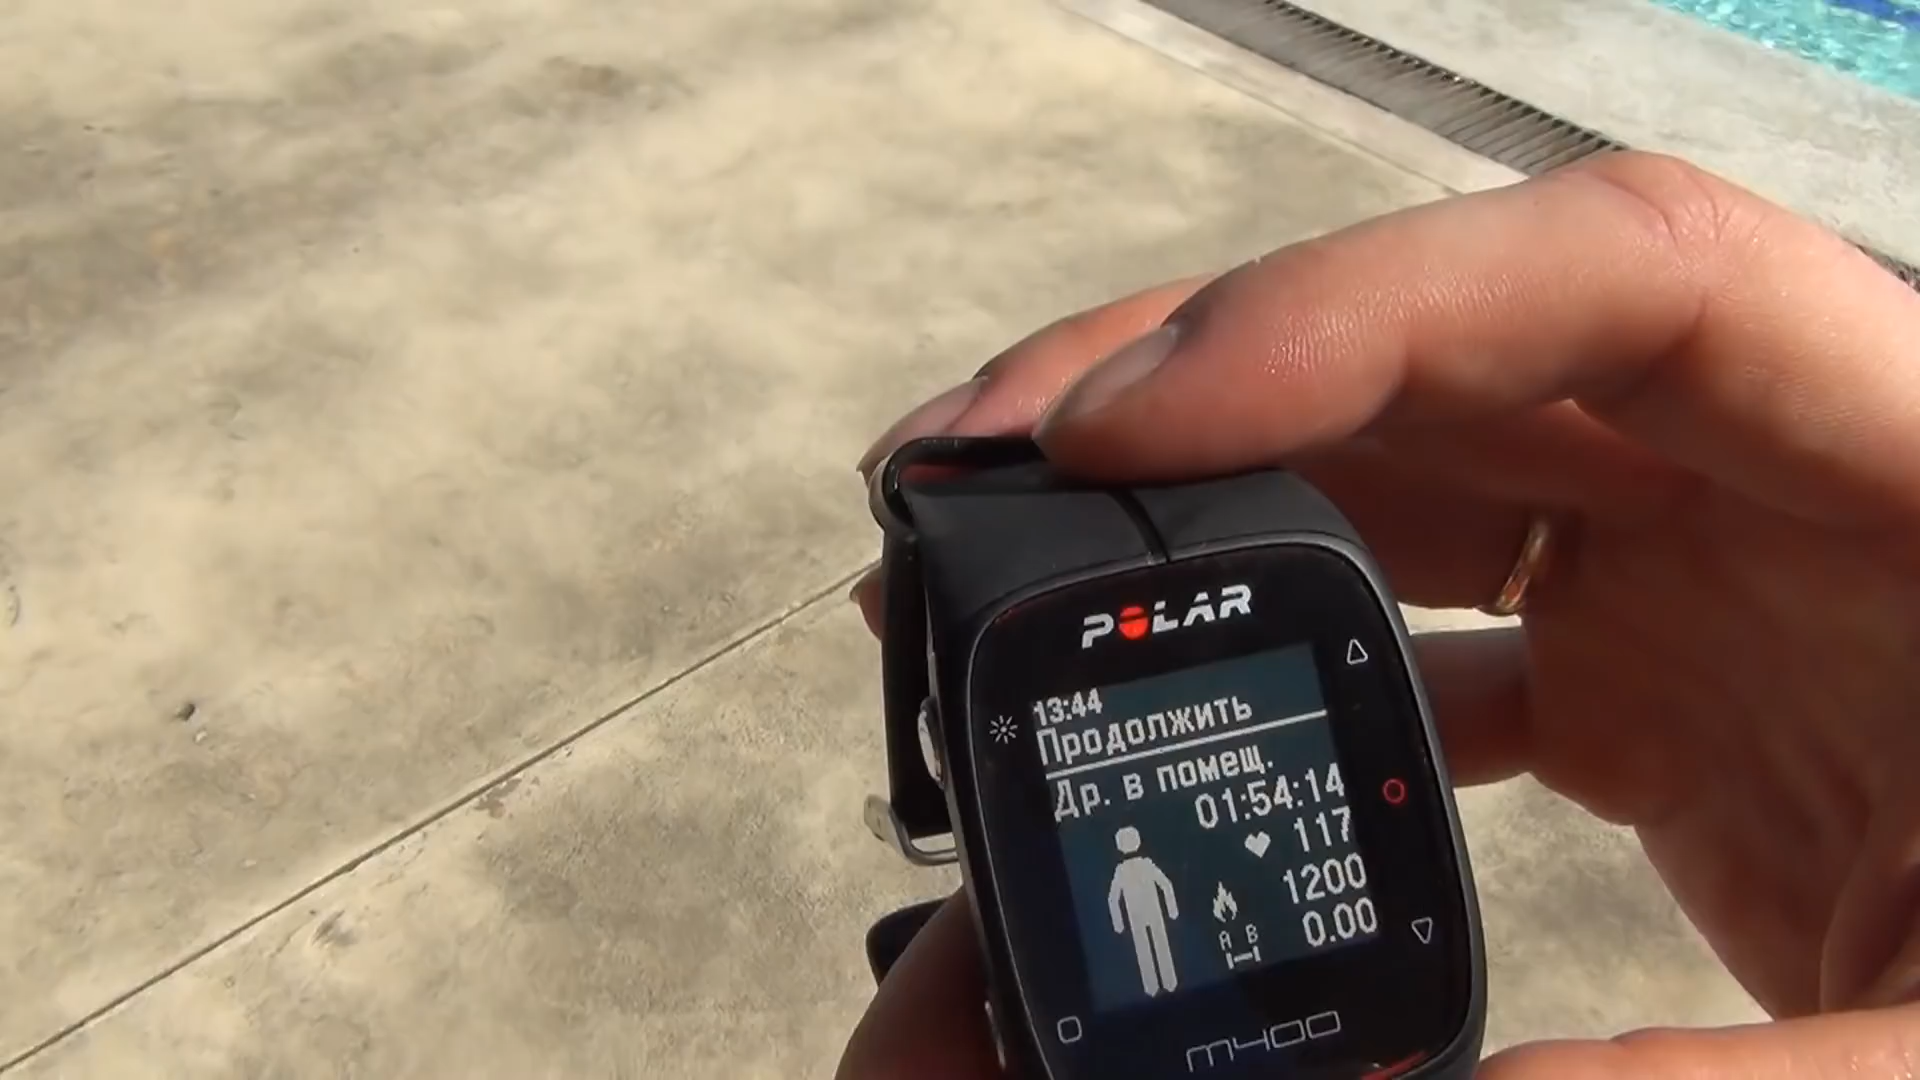 POLAR
13:44
Продолжить
Др. в помещ.
01:54:14
117
1200
A B
0.00
M400